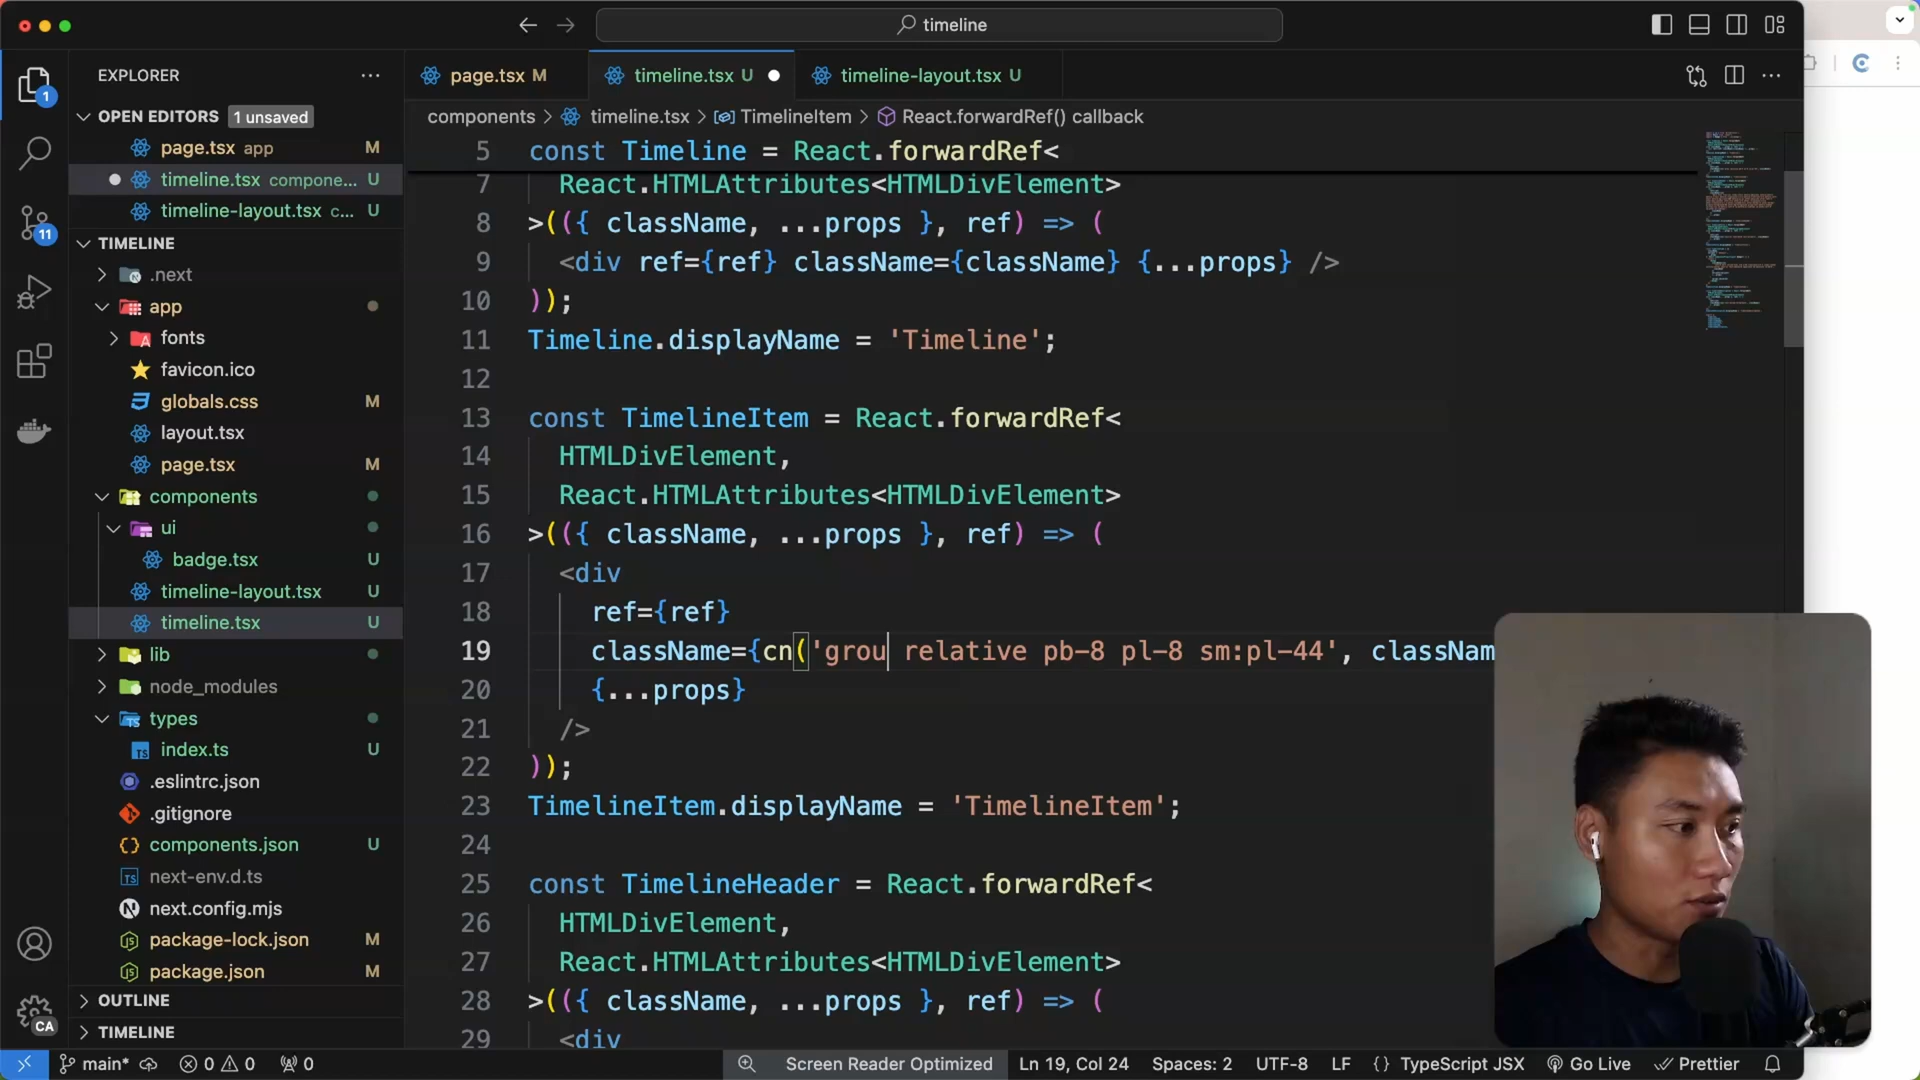 timeline
EXPLORER
OPEN EDITORS 1 unsaved
page.tsx app M
timeline.tsx compone... U
timeline-layout.tsx c... U
TIMELINE
.next
app
fonts
favicon.ico
globals.css M
layout.tsx
page.tsx M
components
ui
badge.tsx U
timeline-layout.tsx U
timeline.tsx U
lib
node_modules
types
index.ts U
.eslintrc.json
.gitignore
components.json U
next-env.d.ts
next.config.mjs
package-lock.json M
package.json M
OUTLINE
TIMELINE
1
11
CA
page.tsx M timeline.tsx U timeline-layout.tsx U
components > timeline.tsx > TimelineItem > React.forwardRef() callback
5 const Timeline = React.forwardRef<
7 React.HTMLAttributes<HTMLDivElement>
8 >(({ className, ...props }, ref) => (
9 <div ref={ref} className={className} {...props} />
10 ));
11 Timeline.displayName = 'Timeline';
12
13 const TimelineItem = React.forwardRef<
14 HTMLDivElement,
15 React.HTMLAttributes<HTMLDivElement>
16 >(({ className, ...props }, ref) => (
17 <div
18 ref={ref}
19 className={cn('grou relative pb-8 pl-8 sm:pl-44', classNam
20 {...props}
21 />
22 ));
23 TimelineItem.displayName = 'TimelineItem';
24
25 const TimelineHeader = React.forwardRef<
26 HTMLDivElement,
27 React.HTMLAttributes<HTMLDivElement>
28 >(({ className, ...props }, ref) => (
29 <div
main* 0 0 0 Screen Reader Optimized Ln 19, Col 24 Spaces: 2 UTF-8 LF {} TypeScript JSX Go Live Prettier